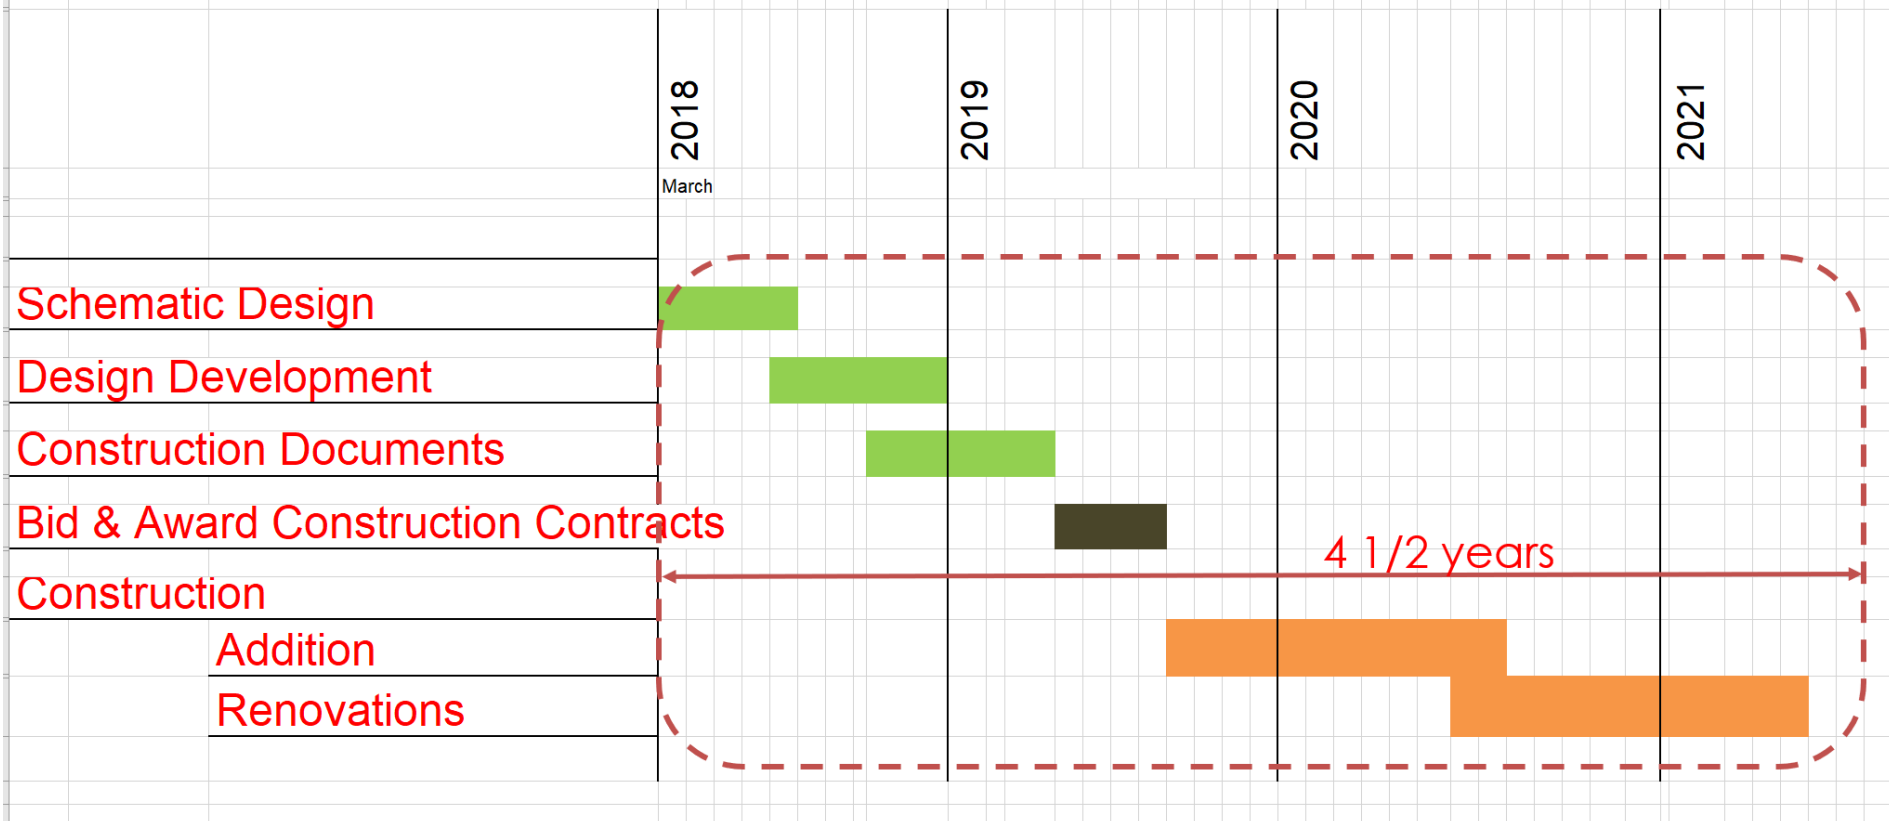 2018
2019
2020
2021
March
Schematic Design
Design Development
Construction Documents
Bid & Award Construction Contracts
4 1/2 years
Construction
Addition
Renovations